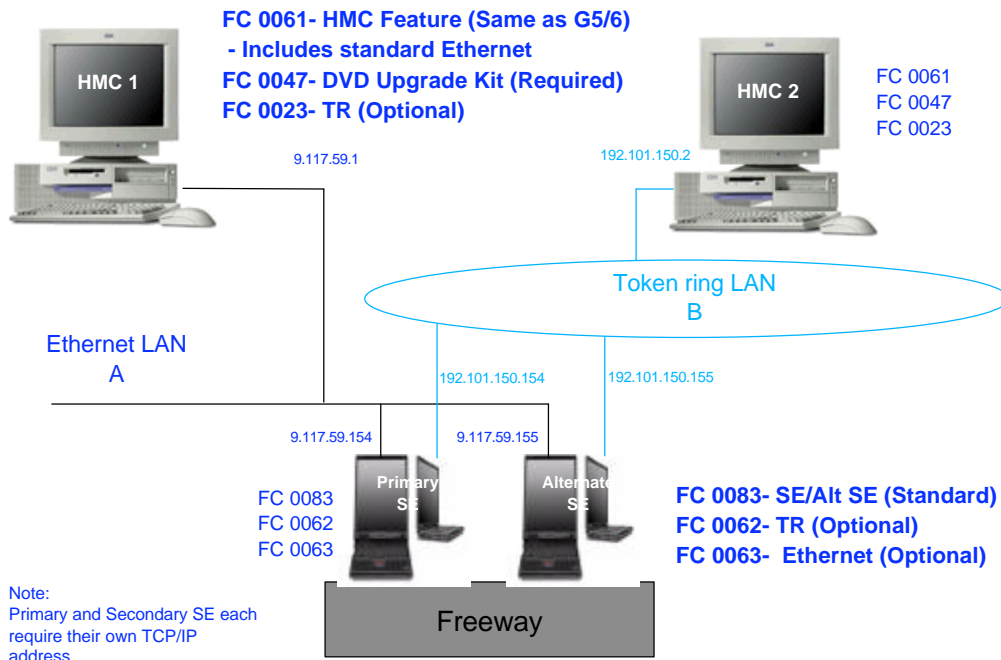 FC 0061- HMC Feature (Same as G5/6)
- Includes standard Ethernet
FC 0047- DVD Upgrade Kit (Required)
FC 0023- TR (Optional)
HMC 1
HMC 2
FC 0061
FC 0047
FC 0023
9.117.59.1
192.101.150.2
Token ring LAN
B
Ethernet LAN
A
192.101.150.154
192.101.150.155
9.117.59.154
9.117.59.155
Primary
SE
Alternate
SE
FC 0083
FC 0062
FC 0063
FC 0083- SE/Alt SE (Standard)
FC 0062- TR (Optional)
FC 0063- Ethernet (Optional)
Freeway
Note:
Primary and Secondary SE each
require their own TCP/IP
address